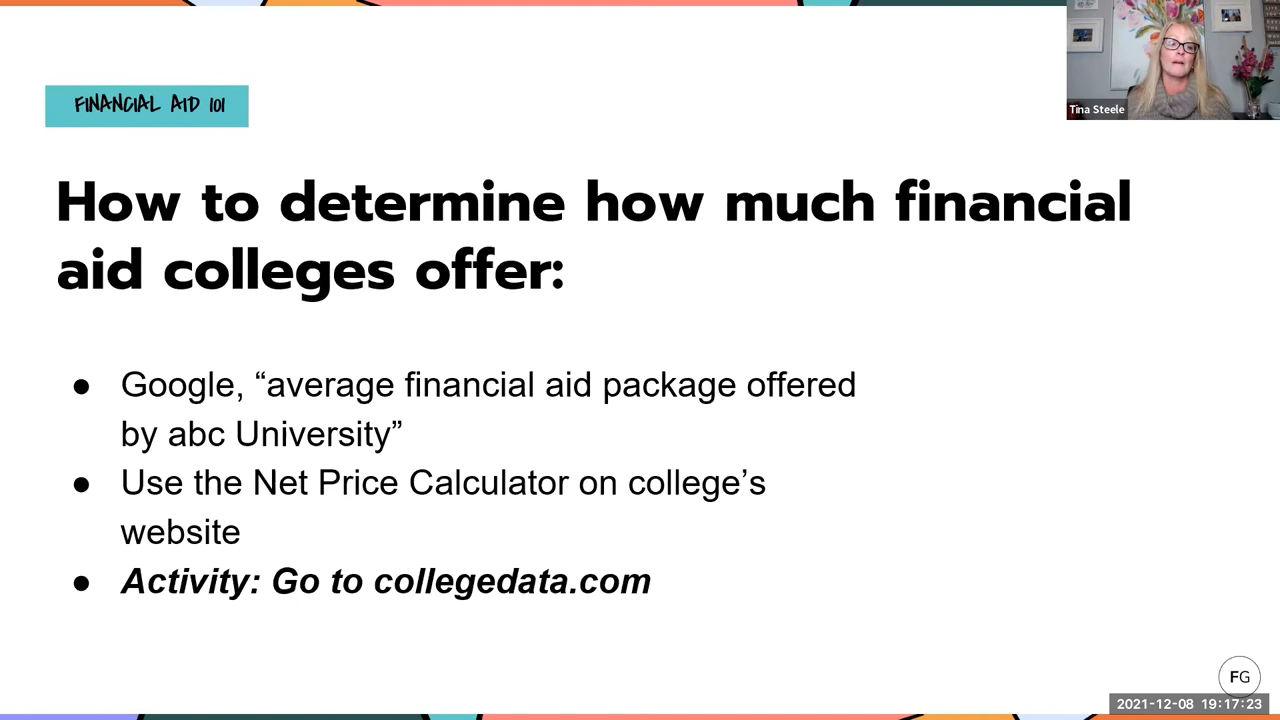 FINANCIAL AID 101
Tina Steele
How to determine how much financial
aid colleges offer:
● Google, “average financial aid package offered
by abc University”
● Use the Net Price Calculator on college’s
website
● Activity: Go to collegedata.com
FG
2021-12-08 19:17:23